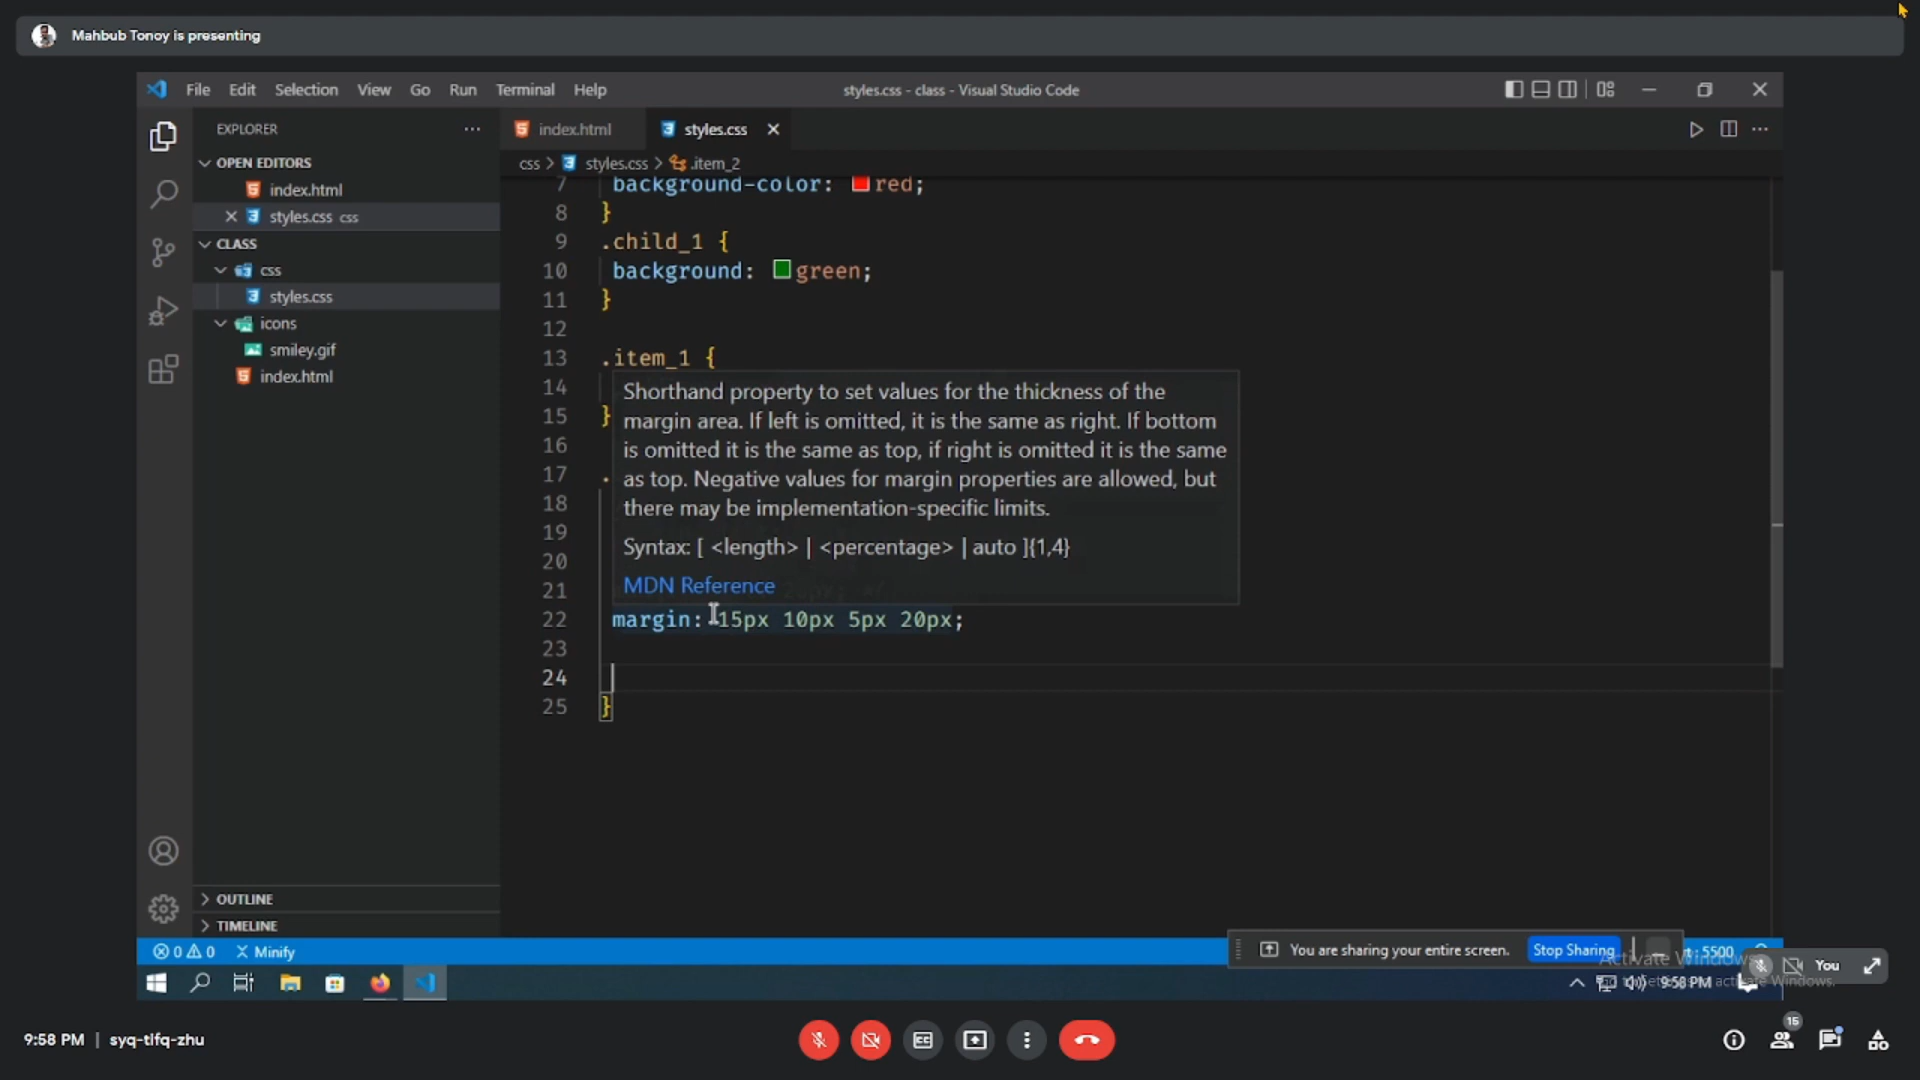 Mahbub Tonoy is presenting
File Edit Selection View Go Run Terminal Help
styles.css - class - Visual Studio Code
EXPLORER
index.html
styles.css
css > styles.css > .item_2
OPEN EDITORS
index.html
styles.css css
CLASS
css
styles.css
icons
smiley.gif
index.html
7 background-color: red;
8 }
9 .child_1 {
10 background: green;
11 }
12
13 .item_1 {
14
15 }
16
17 .
18
19
20
21
Shorthand property to set values for the thickness of the
margin area. If left is omitted, it is the same as right. If bottom
is omitted it is the same as top, if right is omitted it is the same
as top. Negative values for margin properties are allowed, but
there may be implementation-specific limits.
Syntax: [ <length> | <percentage> | auto ]{1,4}
MDN Reference
22 margin: 15px 10px 5px 20px;
23
24
25 }
OUTLINE
TIMELINE
0 0 Minify
You are sharing your entire screen. Stop Sharing
: 5500
Activate Windows
9:58 PM
You
9:58 PM | syq-tlfq-zhu
15